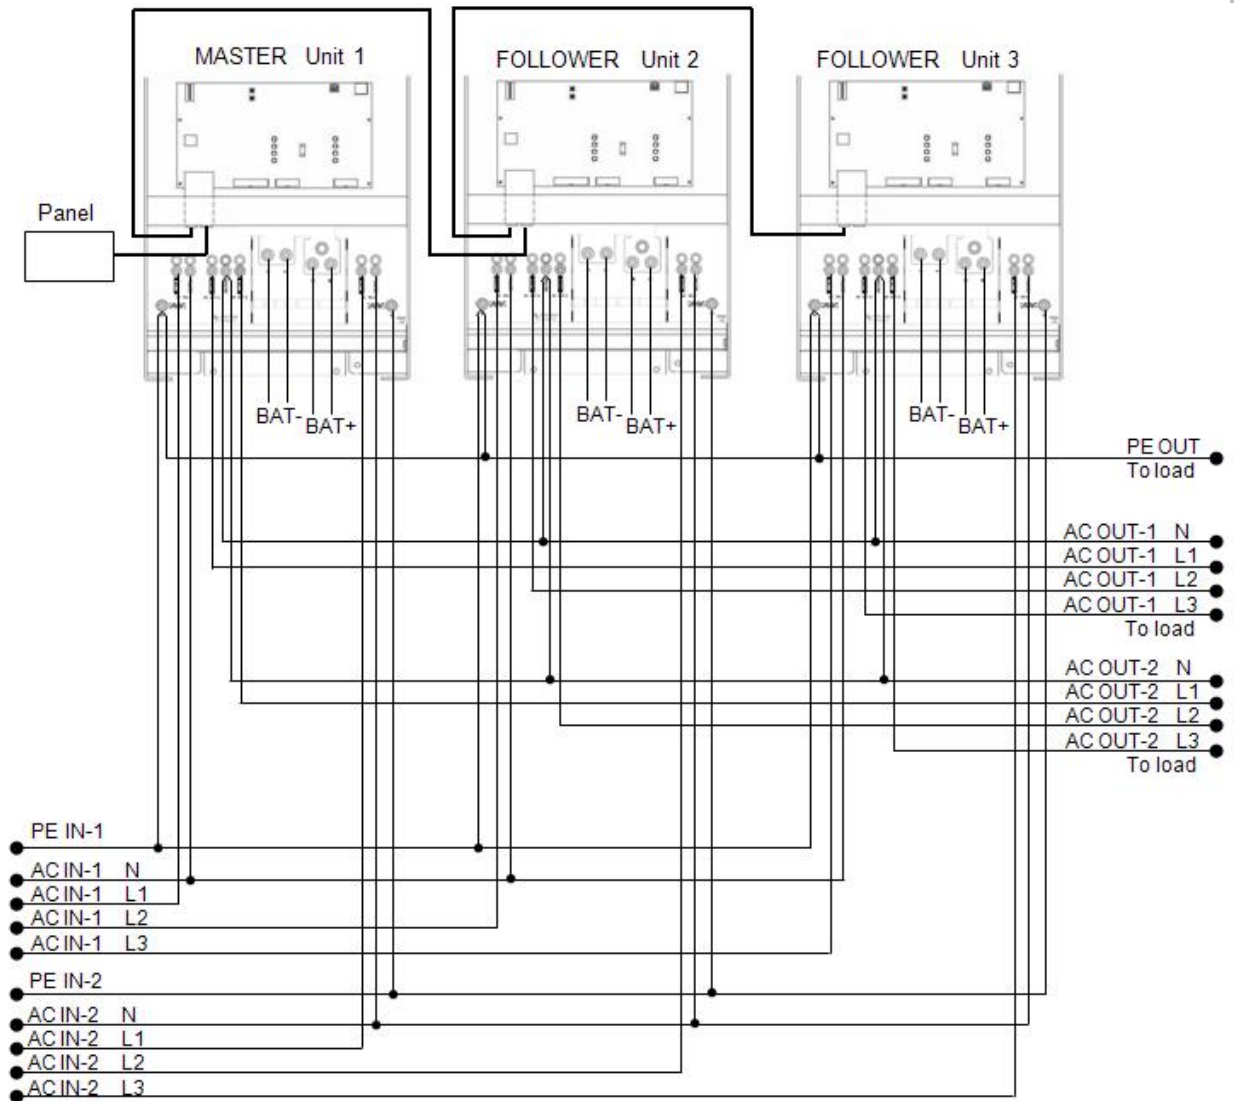 MASTER Unit 1
FOLLOWER Unit 2
FOLLOWER Unit 3
Panel
BAT- BAT+
BAT- BAT+
BAT- BAT+
PE OUT
To load
AC OUT-1 N
AC OUT-1 L1
AC OUT-1 L2
AC OUT-1 L3
To load
AC OUT-2 N
AC OUT-2 L1
AC OUT-2 L2
AC OUT-2 L3
To load
PE IN-1
AC IN-1 N
AC IN-1 L1
AC IN-1 L2
AC IN-1 L3
PE IN-2
AC IN-2 N
AC IN-2 L1
AC IN-2 L2
AC IN-2 L3